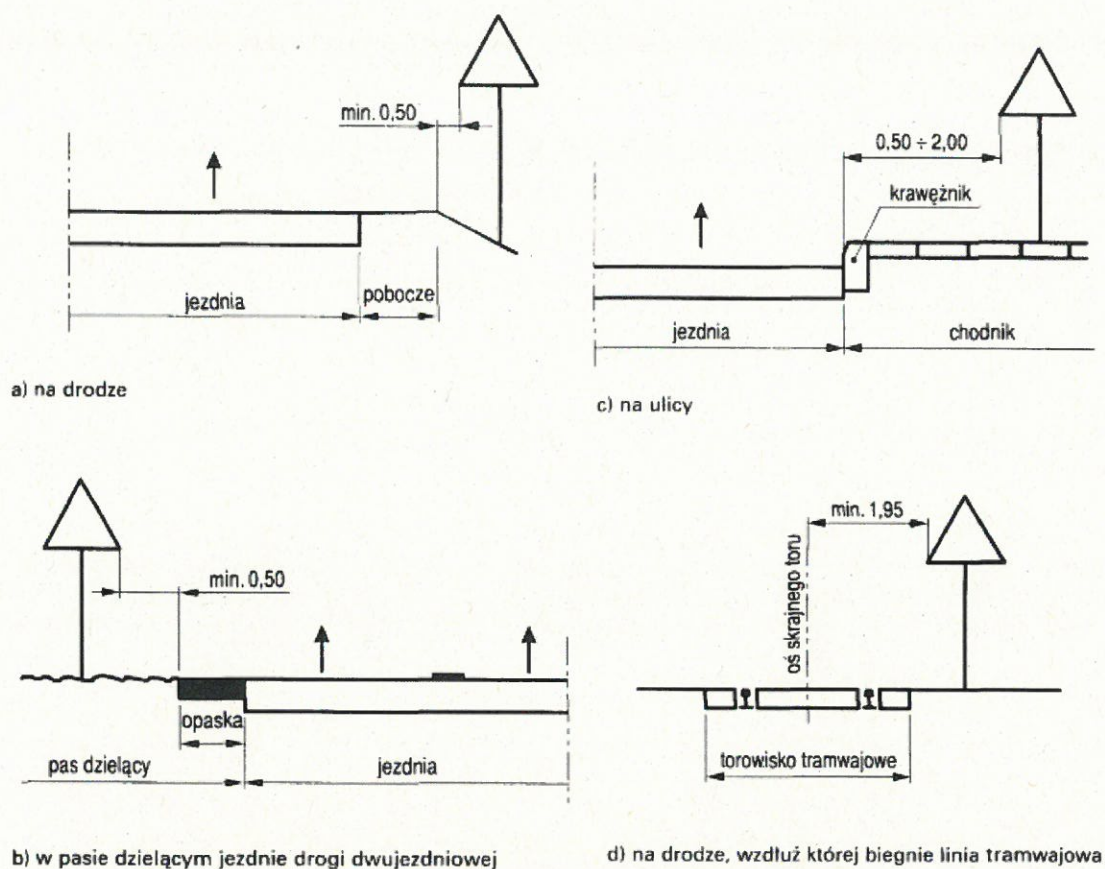 min. 0,50
jezdnia
pobocze
a) na drodze
0,50 ÷ 2,00
krawężnik
jezdnia
chodnik
c) na ulicy
min. 0,50
opaska
pas dzielący
jezdnia
b) w pasie dzielącym jezdnie drogi dwujezdniowej
min. 1,95
oś skrajnego toru
torowisko tramwajowe
d) na drodze, wzdłuż której biegnie linia tramwajowa